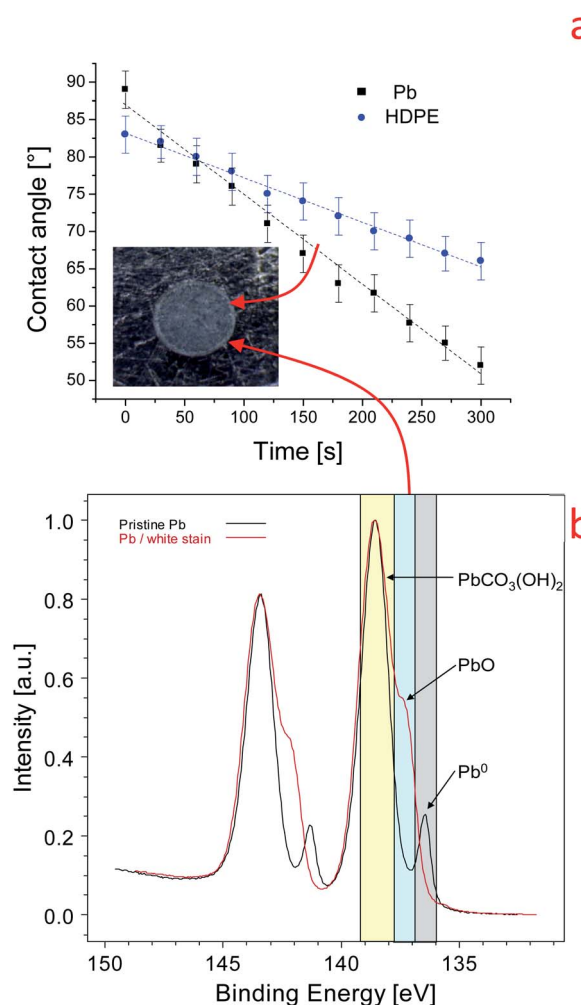 a
90
85
80
75
70
65
60
55
50
Contact angle [°]
Pb
HDPE
0 50 100 150 200 250 300
Time [s]
b
Pristine Pb
Pb / white stain
1.0
0.8
0.6
0.4
0.2
0.0
Intensity [a.u.]
PbCO₃(OH)₂
PbO
Pb⁰
150 145 140 135
Binding Energy [eV]